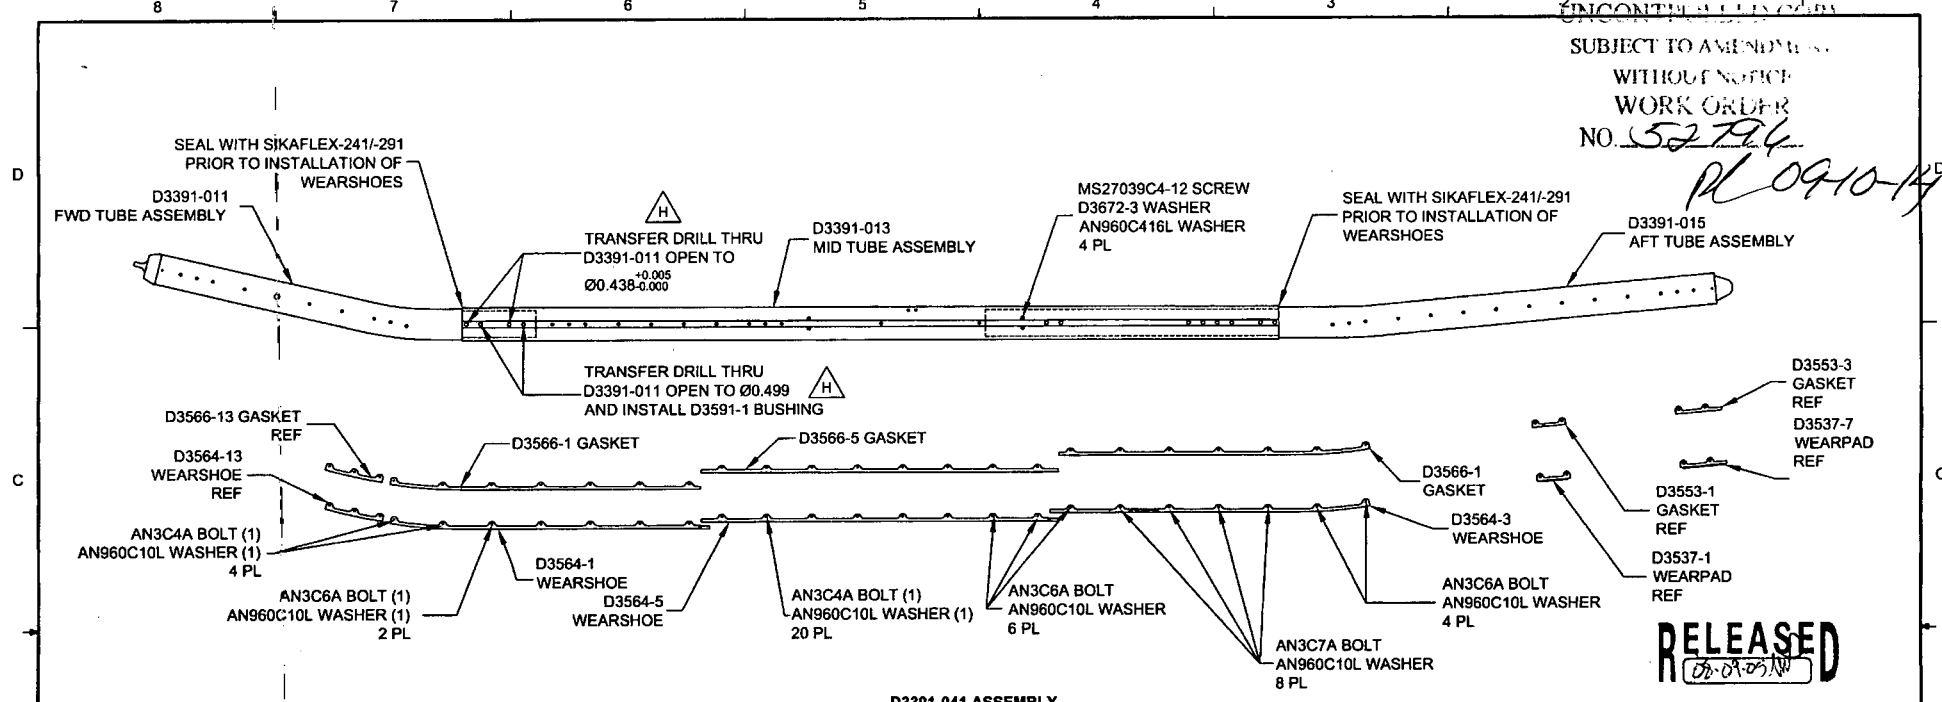 8 7 6 5 4 3
SUBJECT TO AMENDMENT
WITHOUT NOTICE
WORK ORDER
NO.
09-10-14
D
SEAL WITH SIKAFLEX-241/-291
PRIOR TO INSTALLATION OF
WEARSHOES
D3391-011
FWD TUBE ASSEMBLY
H
TRANSFER DRILL THRU
D3391-011 OPEN TO
Ø0.438 +0.005 -0.000
D3391-013
MID TUBE ASSEMBLY
MS27039C4-12 SCREW
D3672-3 WASHER
AN960C416L WASHER
4 PL
SEAL WITH SIKAFLEX-241/-291
PRIOR TO INSTALLATION OF
WEARSHOES
D3391-015
AFT TUBE ASSEMBLY
TRANSFER DRILL THRU
D3391-011 OPEN TO Ø0.499
AND INSTALL D3591-1 BUSHING
H
D3566-13 GASKET
REF
D3566-1 GASKET
D3566-5 GASKET
D3553-3
GASKET
REF
D3537-7
WEARPAD
REF
C
D3564-13
WEARSHOE
REF
D3566-1
GASKET
D3553-1
GASKET
REF
D3564-3
WEARSHOE
AN3C4A BOLT (1)
AN960C10L WASHER (1)
4 PL
D3564-1
WEARSHOE
D3537-1
WEARPAD
REF
AN3C6A BOLT (1)
AN960C10L WASHER (1)
2 PL
D3564-5
WEARSHOE
AN3C4A BOLT (1)
AN960C10L WASHER (1)
20 PL
AN3C6A BOLT
AN960C10L WASHER
6 PL
AN3C6A BOLT
AN960C10L WASHER
4 PL
AN3C7A BOLT
AN960C10L WASHER
8 PL
RELEASED
D3391-041 ASSEMBLY